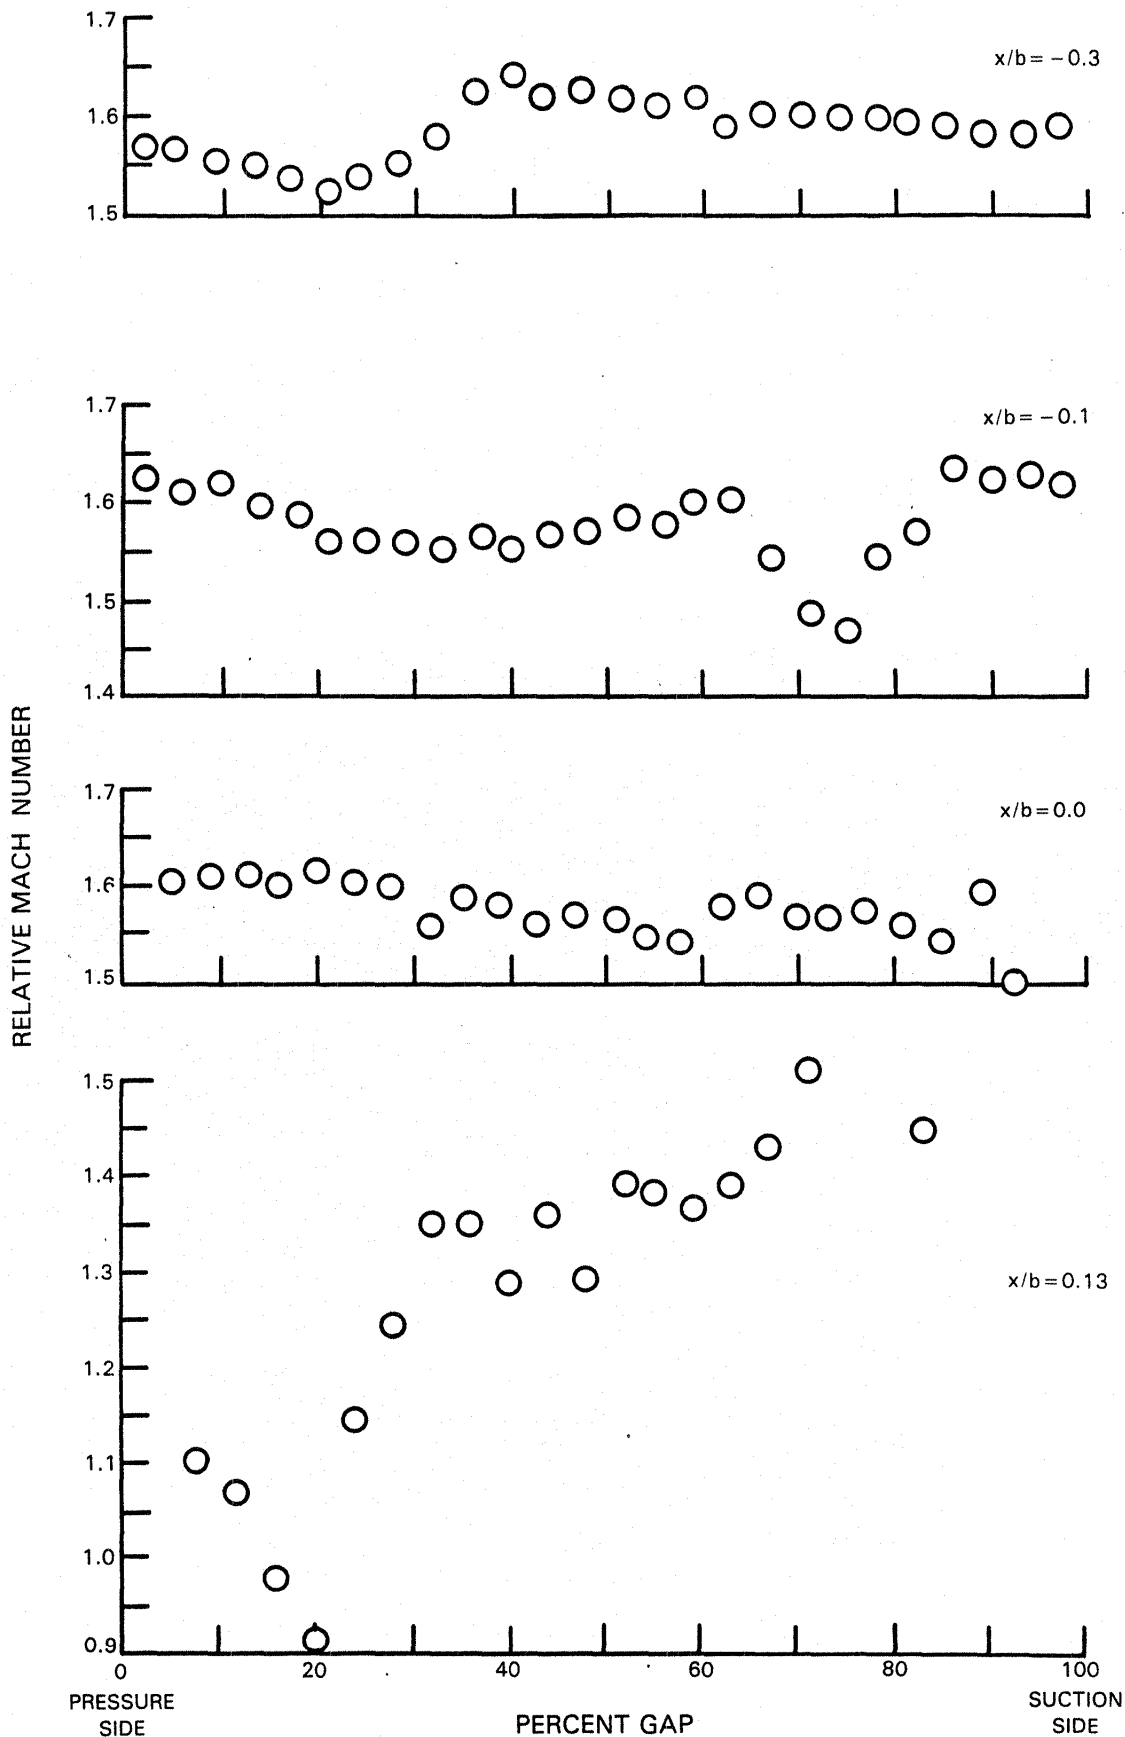 1.7
x/b = -0.3
1.6
1.5
1.7
x/b = -0.1
1.6
1.5
1.4
RELATIVE MACH NUMBER
1.7
x/b=0.0
1.6
1.5
1.5
1.4
1.3
x/b=0.13
1.2
1.1
1.0
0.9
0 20 40 60 80 100
PRESSURE SIDE
SUCTION SIDE
PERCENT GAP